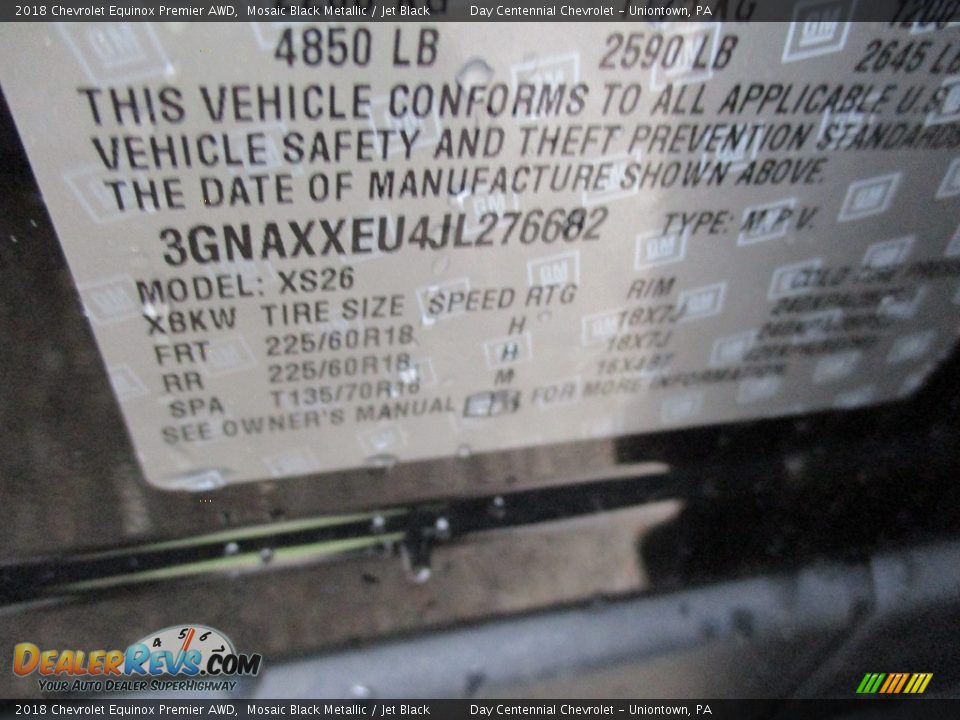 2018 Chevrolet Equinox Premier AWD, Mosaic Black Metallic / Jet Black Day Centennial Chevrolet - Uniontown, PA
4850 LB 2590 LB 2645 LB
THIS VEHICLE CONFORMS TO ALL APPLICABLE U.S.
VEHICLE SAFETY AND THEFT PREVENTION STANDARDS
THE DATE OF MANUFACTURE SHOWN ABOVE.
3GNAXXEU4JL276682 TYPE: M.P.V.
MODEL: XS26
XBKW TIRE SIZE SPEED RTG RIM COLD TIRE
FRT 225/60R18 H 18X7J
RR 225/60R18 H 18X7J
SPA T135/70R16 M
SEE OWNER'S MANUAL FOR MORE INFORMATION
DEALERREVS.COM
YOUR AUTO DEALER SUPERHIGHWAY
2018 Chevrolet Equinox Premier AWD, Mosaic Black Metallic / Jet Black Day Centennial Chevrolet - Uniontown, PA